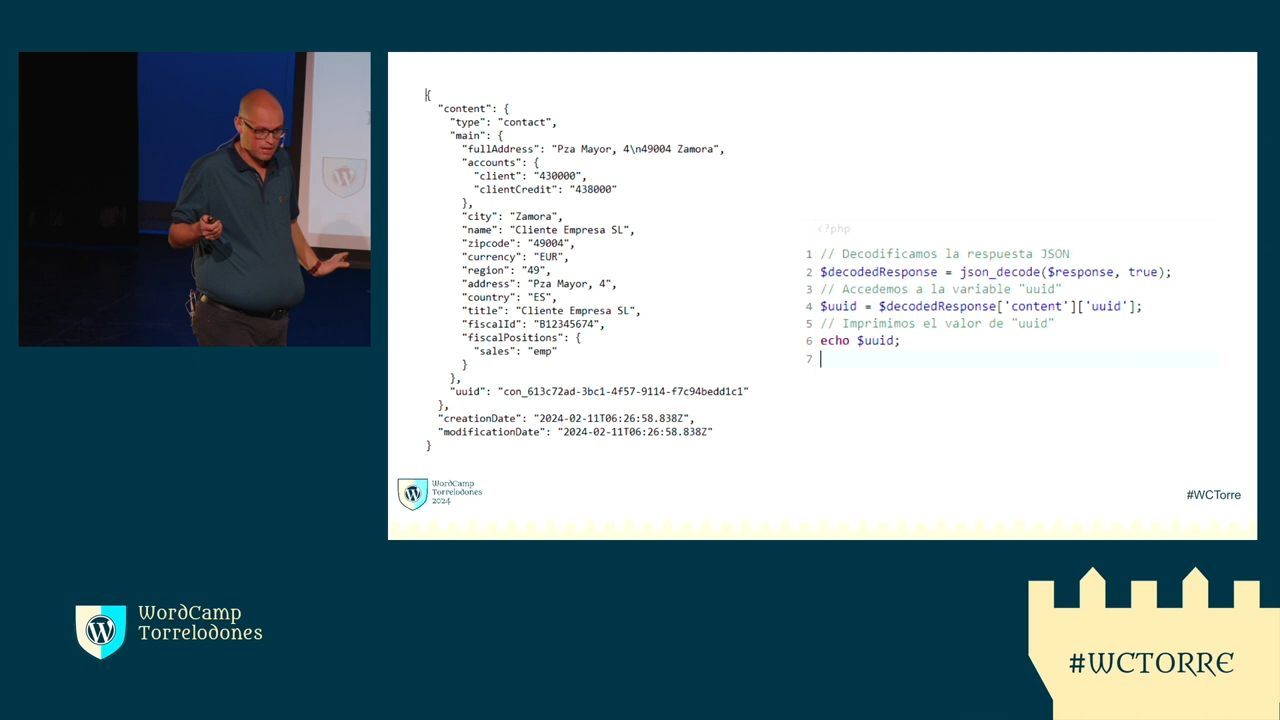 {
"content": {
"type": "contact",
"main": {
"fullAddress": "Pza Mayor, 4\n49004 Zamora",
"accounts": {
"client": "430000",
"clientCredit": "438000"
},
"city": "Zamora",
"name": "Cliente Empresa SL",
"zipcode": "49004",
"currency": "EUR",
"region": "49",
"address": "Pza Mayor, 4",
"country": "ES",
"title": "Cliente Empresa SL",
"fiscalId": "B12345674",
"fiscalPositions": {
"sales": "emp"
}
},
"uuid": "con_613c72ad-3bc1-4f57-9114-f7c94bedd1c1"
},
"creationDate": "2024-02-11T06:26:58.838Z",
"modificationDate": "2024-02-11T06:26:58.838Z"
}
<?php
1 // Decodificamos la respuesta JSON
2 $decodedResponse = json_decode($response, true);
3 // Accedemos a la variable "uuid"
4 $uuid = $decodedResponse['content']['uuid'];
5 // Imprimimos el valor de "uuid"
6 echo $uuid;
7
WordCamp
Torrelodones
2024
#WCTorre
WordCamp
Torrelodones
#WCTORRE